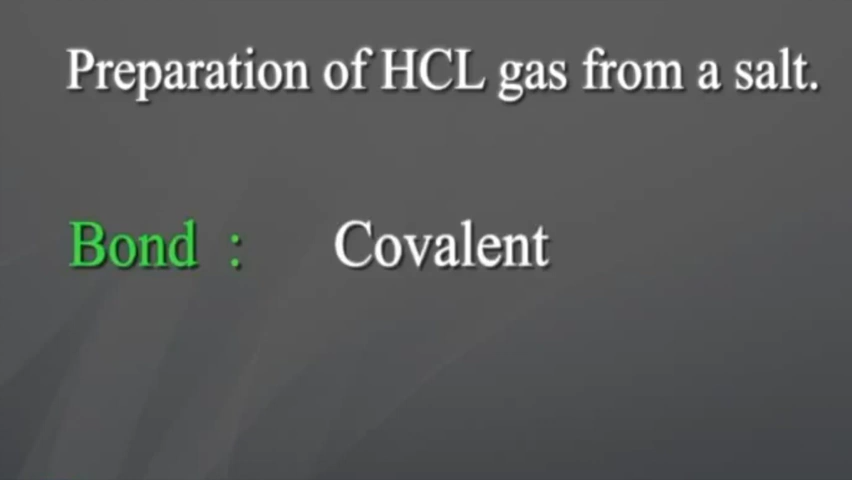 Preparation of HCL gas from a salt.
Bond : Covalent